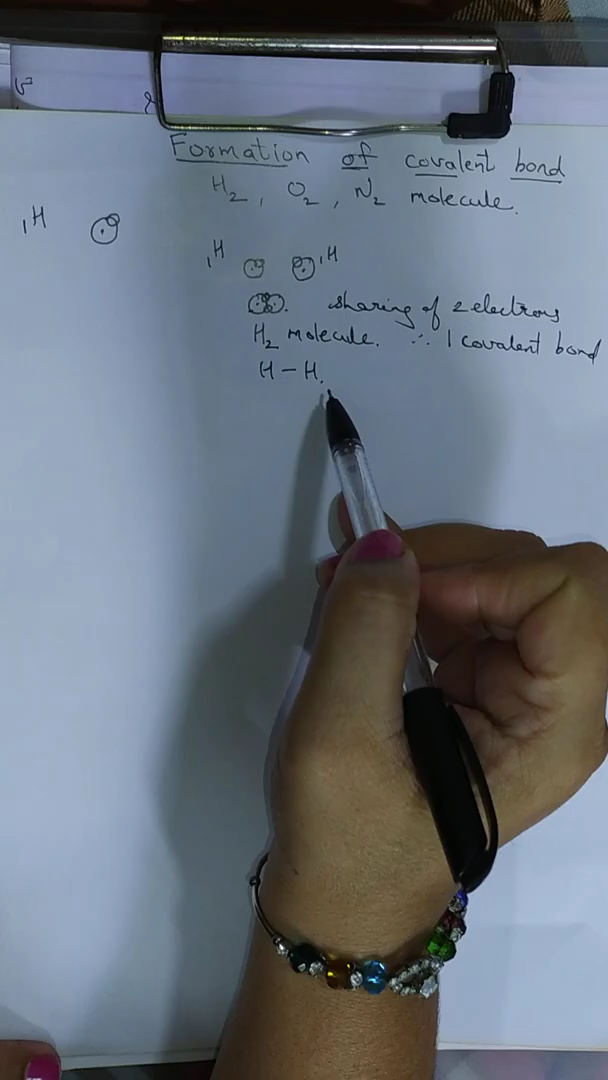 Formation of covalent bond
H₂, O₂, N₂ molecule.
₁H
₁H ₁H
sharing of 2 electrons
H₂ molecule. ∴ 1 covalent bond
H – H.